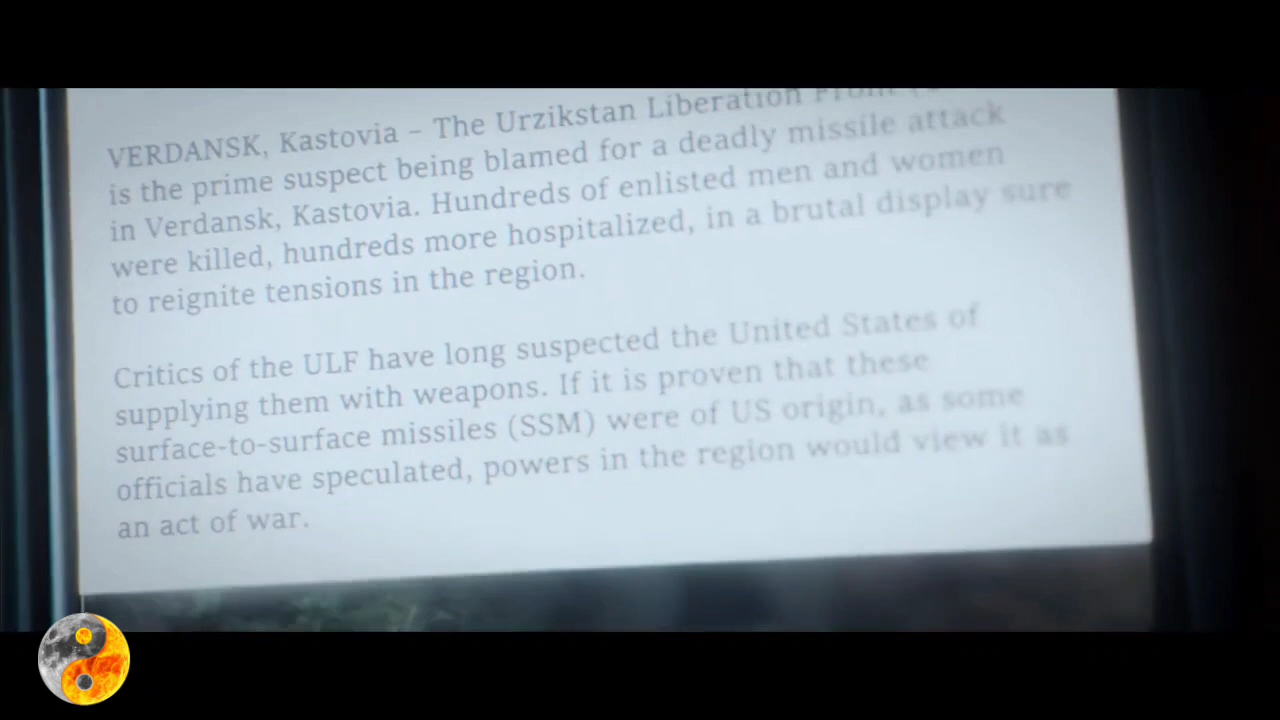 VERDANSK, Kastovia – The Urzikstan Liberation Front
is the prime suspect being blamed for a deadly missile attack
in Verdansk, Kastovia. Hundreds of enlisted men and women
were killed, hundreds more hospitalized, in a brutal display sure
to reignite tensions in the region.
Critics of the ULF have long suspected the United States of
supplying them with weapons. If it is proven that these
surface-to-surface missiles (SSM) were of US origin, as some
officials have speculated, powers in the region would view it as
an act of war.